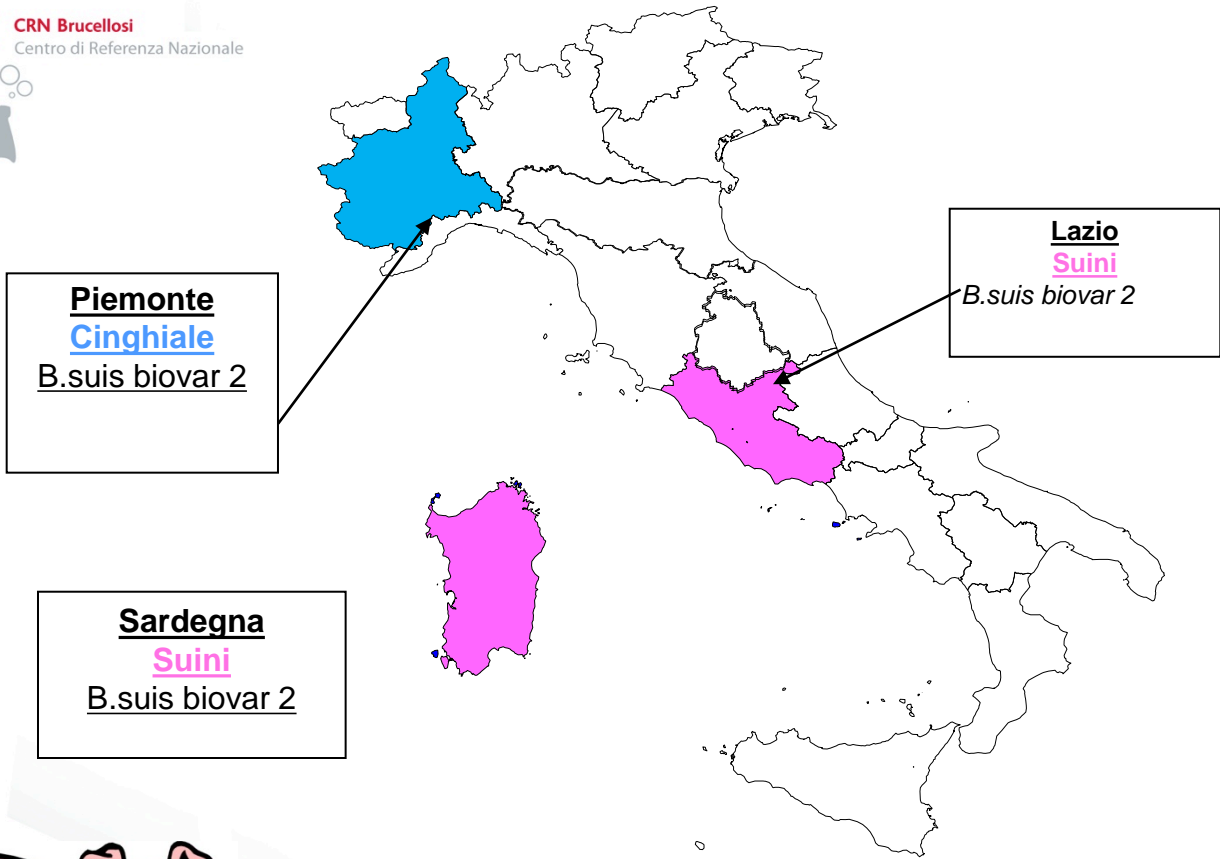 CRN Brucellosi
Centro di Referenza Nazionale
Lazio
Suini
B.suis biovar 2
Piemonte
Cinghiale
B.suis biovar 2
Sardegna
Suini
B.suis biovar 2